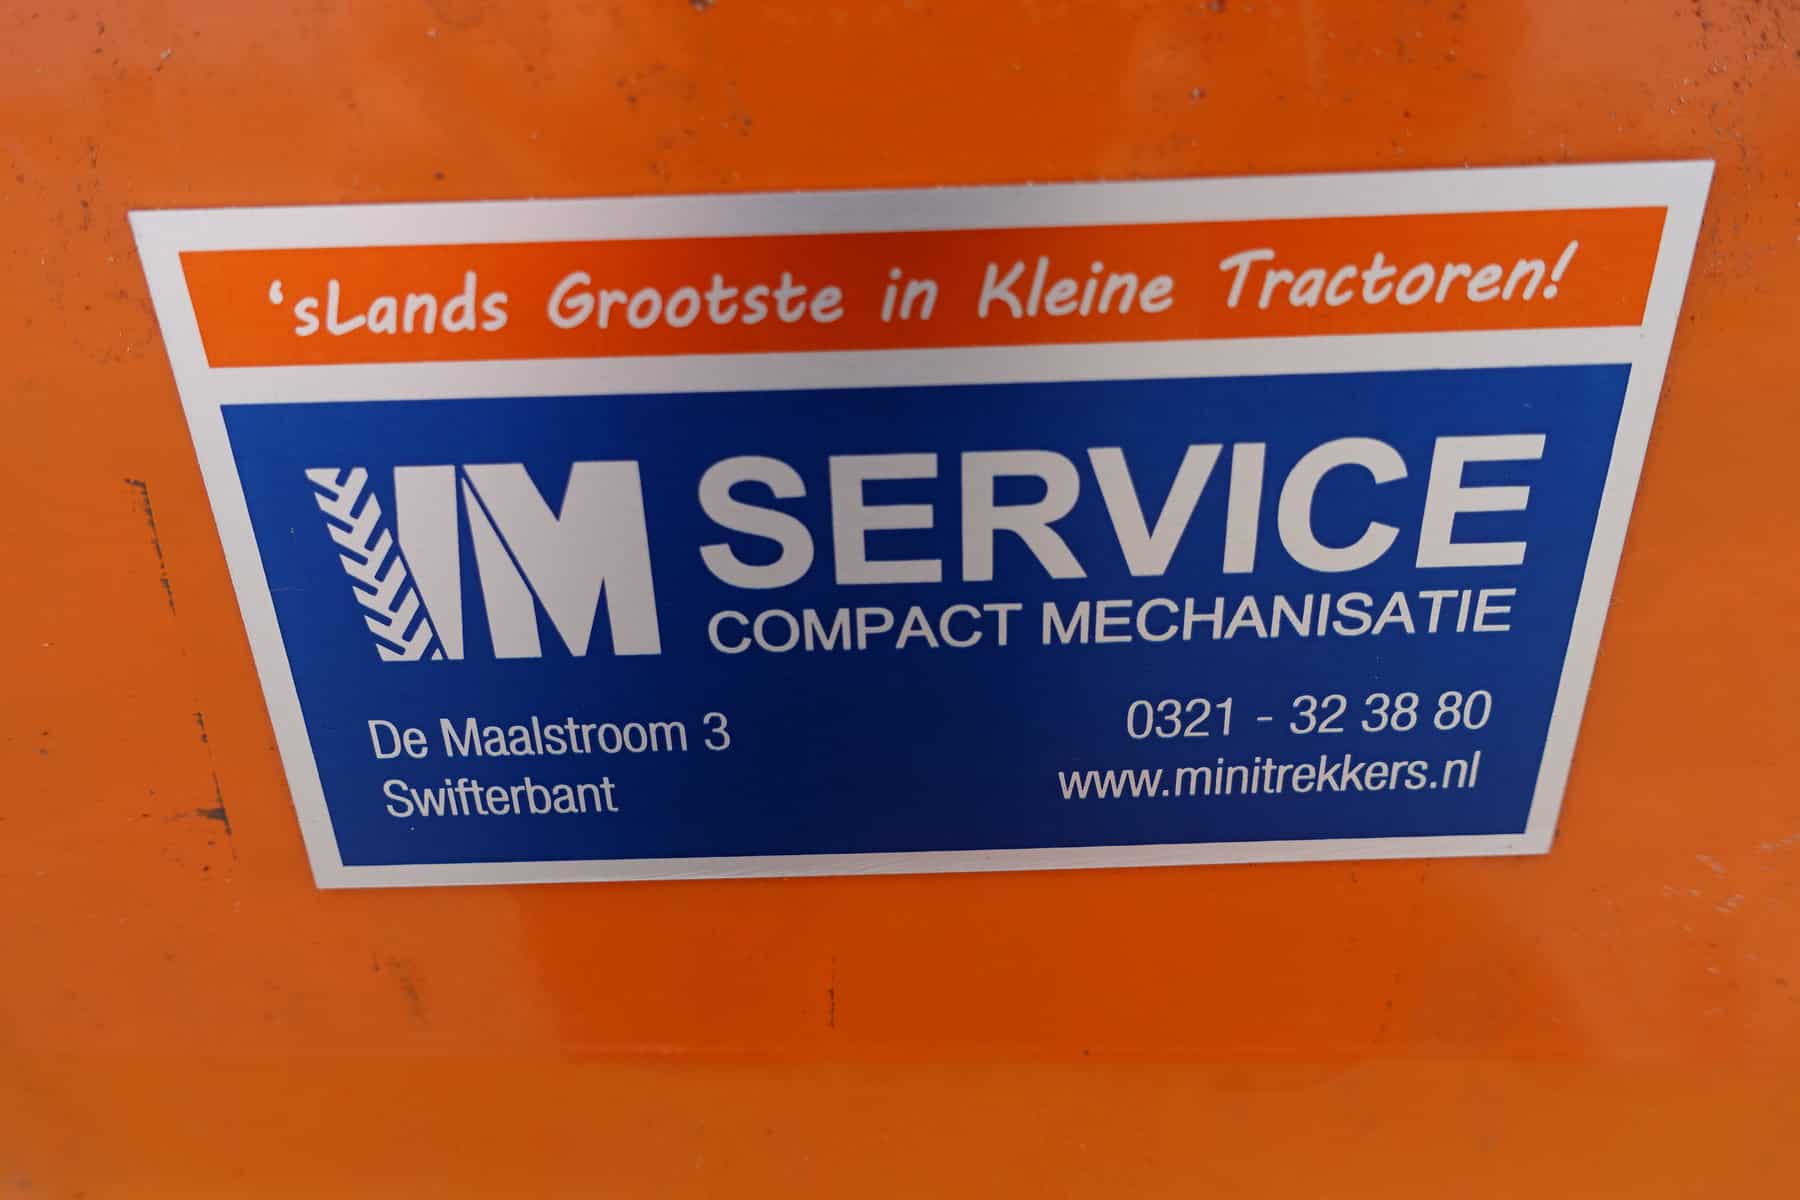 ‘sLands Grootste in Kleine Tractoren!
IM SERVICE
COMPACT MECHANISATIE
De Maalstroom 3
Swifterbant
0321 - 32 38 80
www.minitrekkers.nl